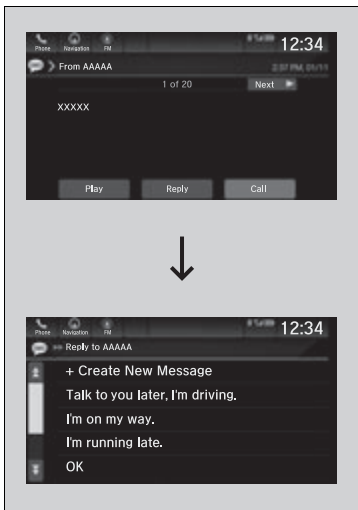 Phone Navigation FM 12:34
From AAAAA 2:37 PM, 01/11
1 of 20 Next
XXXXX
Play Reply Call
Phone Navigation FM 12:34
Reply to AAAAA
+ Create New Message
Talk to you later, I'm driving.
I'm on my way.
I'm running late.
OK